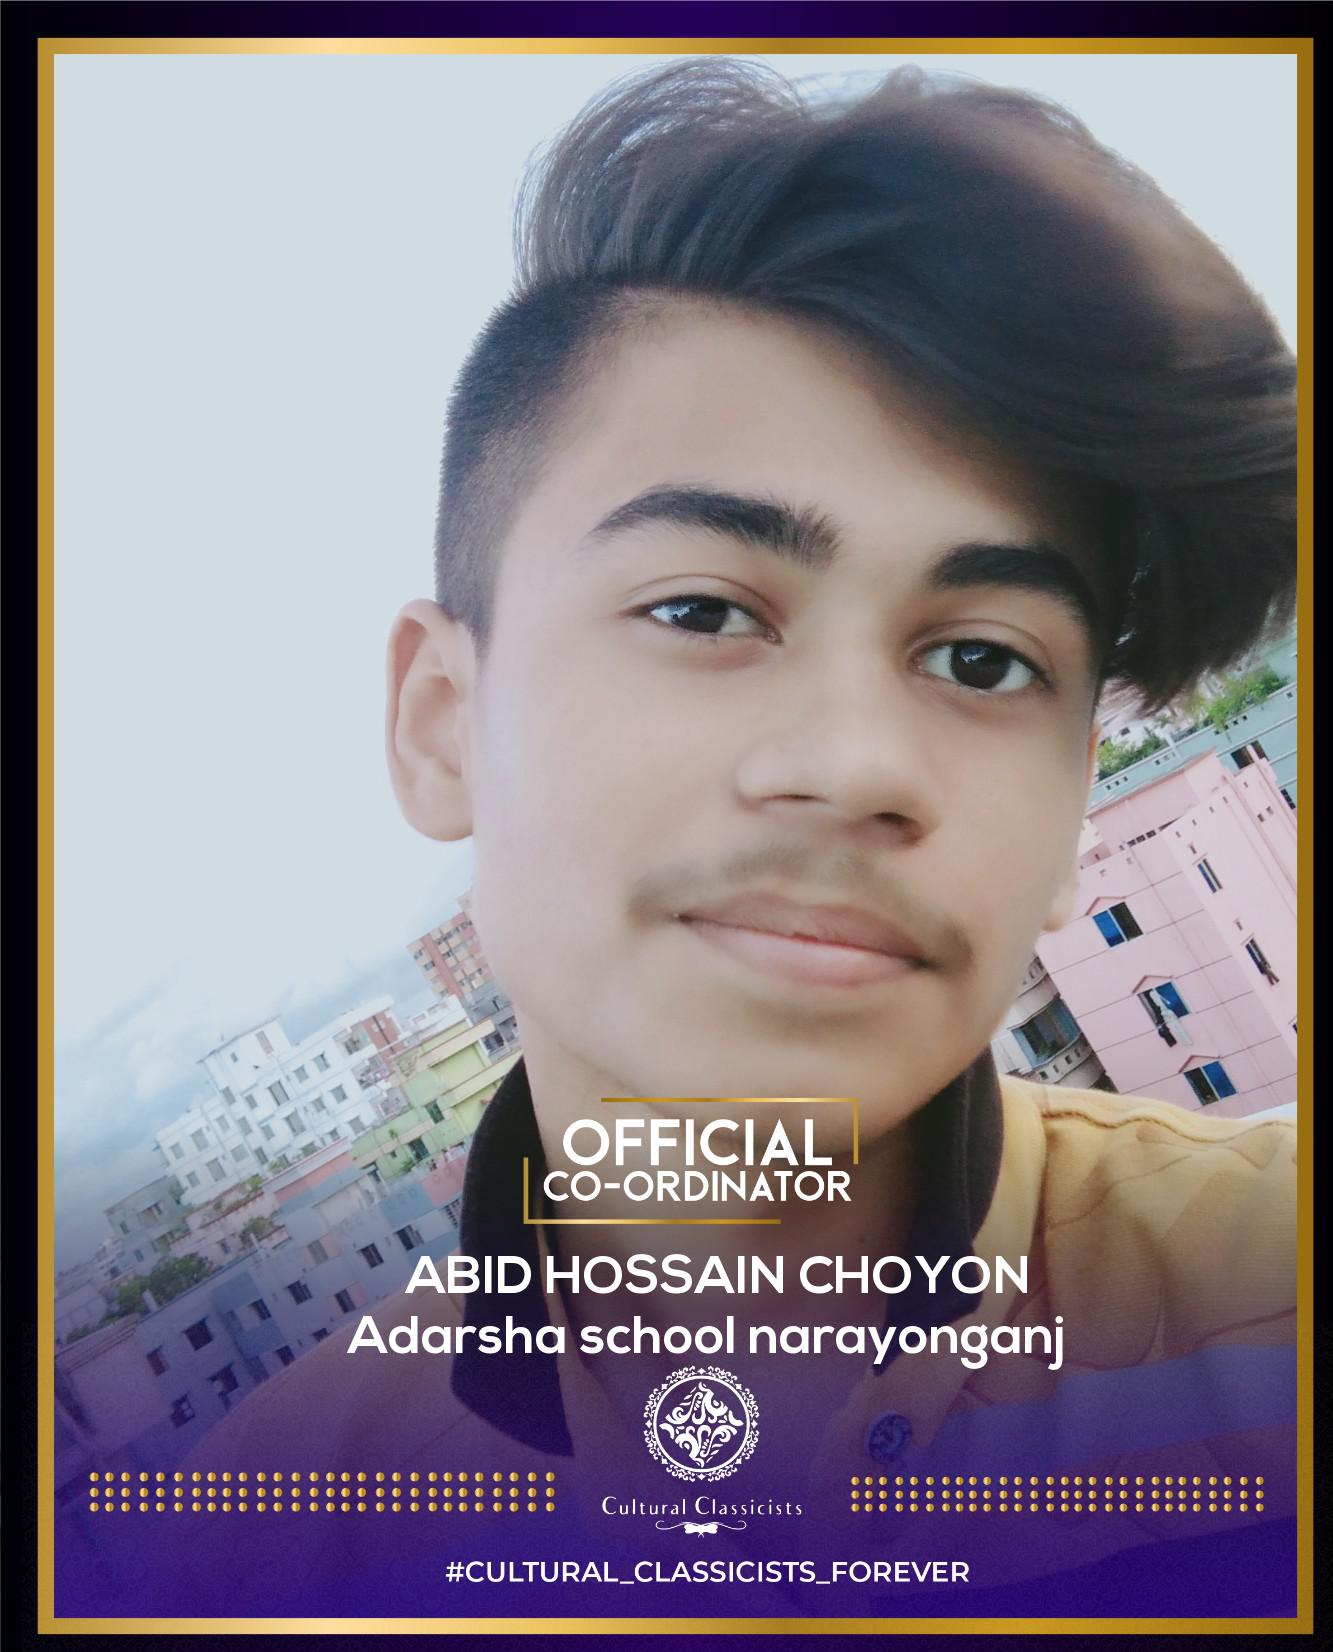 OFFICIAL
CO-ORDINATOR
ABID HOSSAIN CHOYON
Adarsha school narayonganj
Cultural Classicists
#CULTURAL_CLASSICISTS_FOREVER